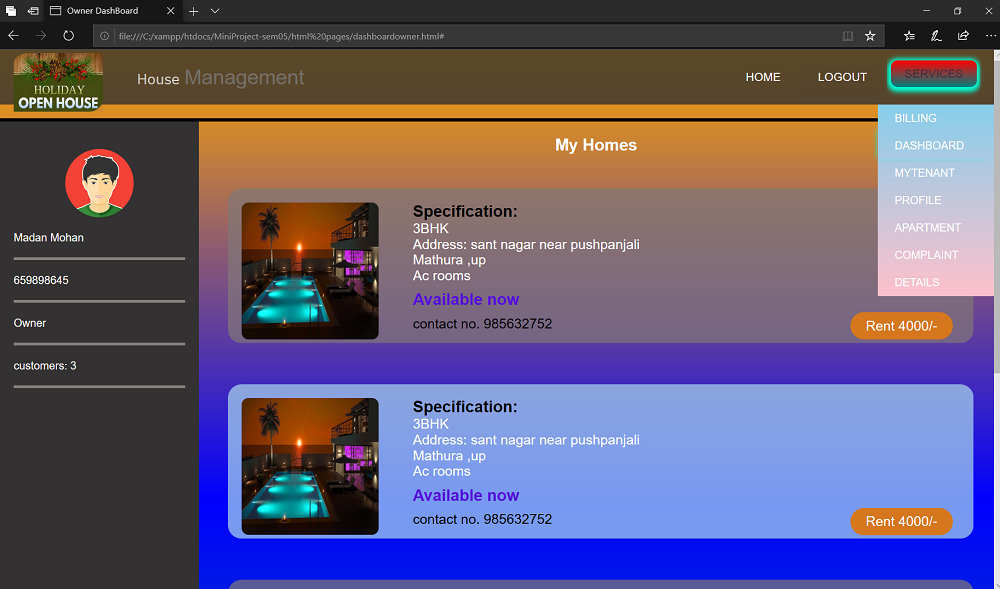 Owner DashBoard
file:///C:/xampp/htdocs/MiniProject-sem05/html%20pages/dashboardowner.html#
HOLIDAY
OPEN HOUSE
House Management
HOME
LOGOUT
SERVICES
BILLING
DASHBOARD
MYTENANT
PROFILE
APARTMENT
COMPLAINT
DETAILS
Madan Mohan
659898645
Owner
customers: 3
My Homes
Specification:
3BHK
Address: sant nagar near pushpanjali
Mathura ,up
Ac rooms
Available now
contact no. 985632752
Rent 4000/-
Specification:
3BHK
Address: sant nagar near pushpanjali
Mathura ,up
Ac rooms
Available now
contact no. 985632752
Rent 4000/-